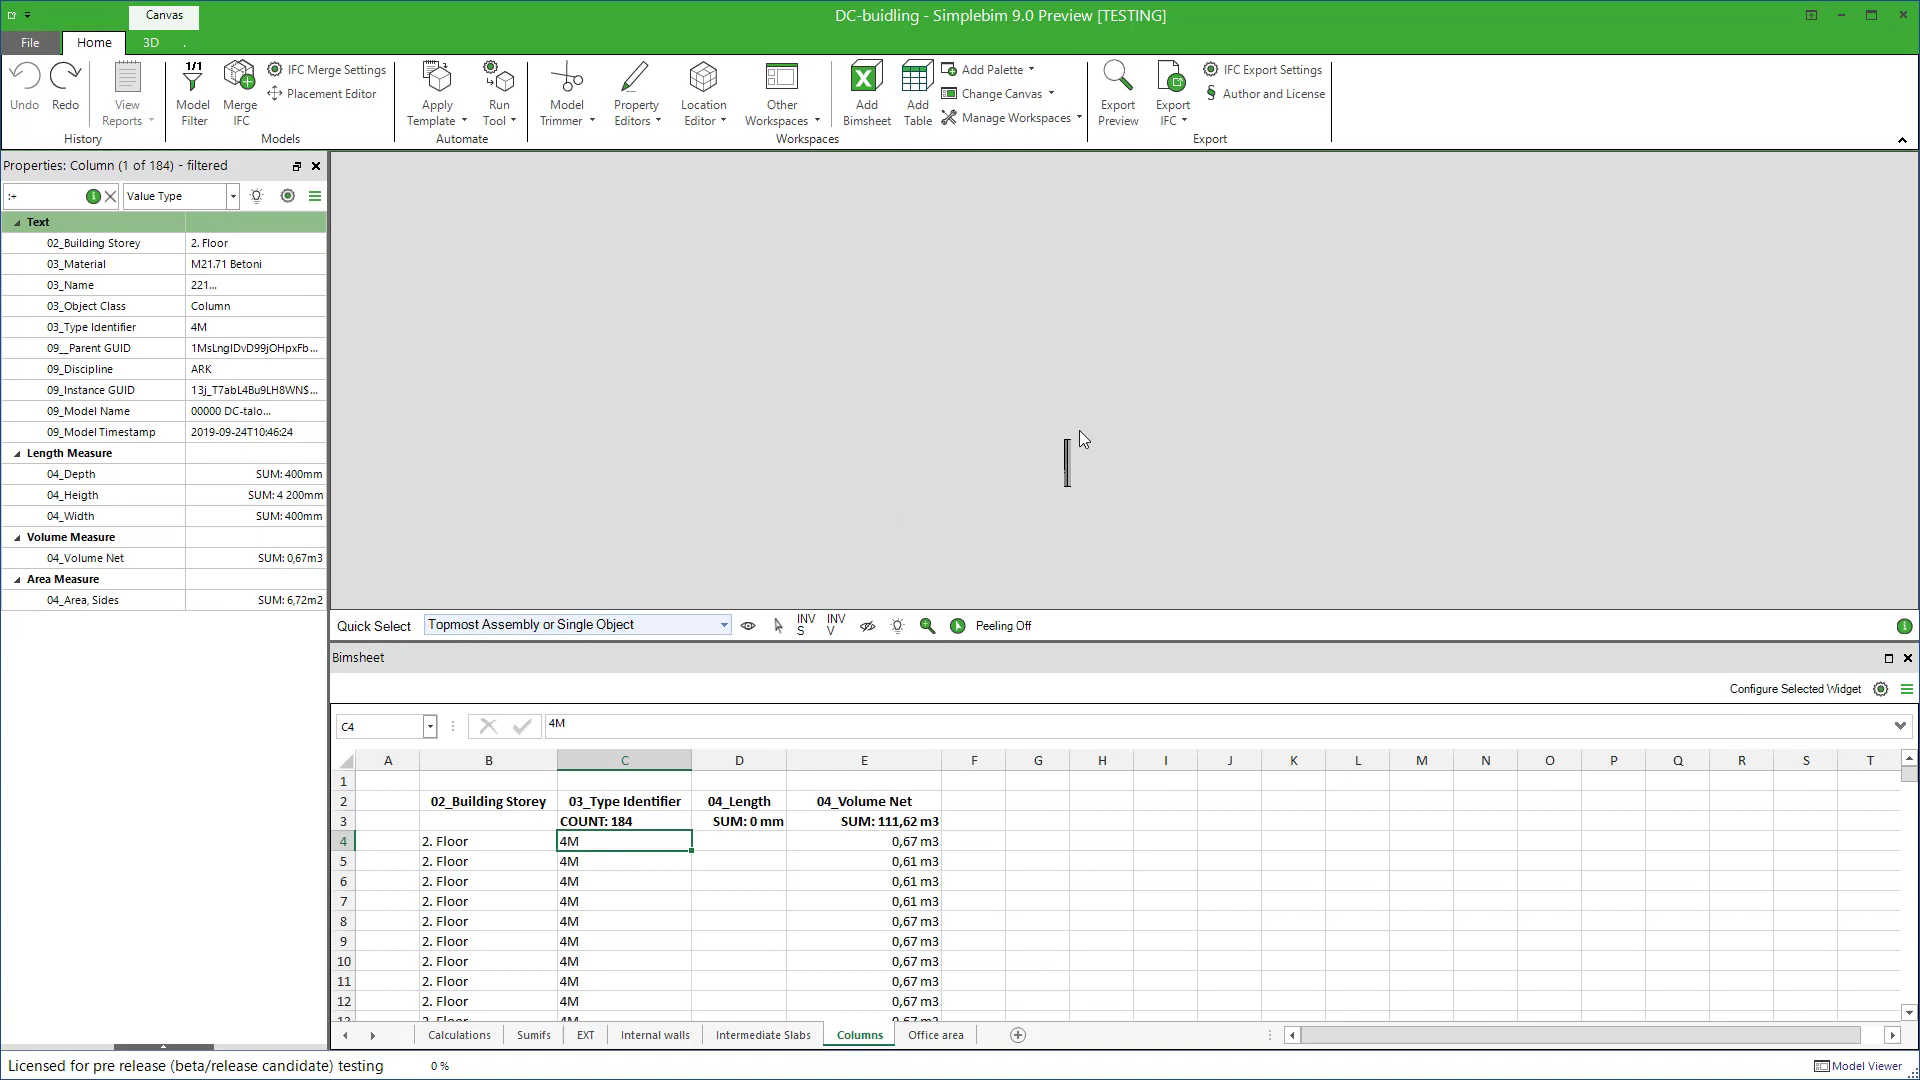 Canvas
DC-buidling - Simplebim 9.0 Preview [TESTING]
File
Home
3D
.
Undo
Redo
View
Reports
History
1/1
Model
Filter
Merge
IFC
IFC Merge Settings
Placement Editor
Models
Apply
Template
Run
Tool
Automate
Model
Trimmer
Property
Editors
Location
Editor
Other
Workspaces
Add
Bimsheet
Add
Table
Add Palette
Change Canvas
Manage Workspaces
Workspaces
Export
Preview
Export
IFC
IFC Export Settings
Author and License
Export
Properties: Column (1 of 184) - filtered
:+
Value Type
Text
02_Building Storey 2. Floor
03_Material M21.71 Betoni
03_Name 221...
03_Object Class Column
03_Type Identifier 4M
09__Parent GUID 1MsLngIDvD99jOHpxFb...
09_Discipline ARK
09_Instance GUID 13j_T7abL4Bu9LH8WN$...
09_Model Name 00000 DC-talo...
09_Model Timestamp 2019-09-24T10:46:24
Length Measure
04_Depth SUM: 400mm
04_Heigth SUM: 4 200mm
04_Width SUM: 400mm
Volume Measure
04_Volume Net SUM: 0,67m3
Area Measure
04_Area, Sides SUM: 6,72m2
Quick Select
Topmost Assembly or Single Object
INV
S
INV
V
Peeling Off
Bimsheet
Configure Selected Widget
C4
4M
A B C D E F G H I J K L M N O P Q R S T
1
2 02_Building Storey 03_Type Identifier 04_Length 04_Volume Net
3 COUNT: 184 SUM: 0 mm SUM: 111,62 m3
4 2. Floor 4M 0,67 m3
5 2. Floor 4M 0,61 m3
6 2. Floor 4M 0,61 m3
7 2. Floor 4M 0,61 m3
8 2. Floor 4M 0,67 m3
9 2. Floor 4M 0,67 m3
10 2. Floor 4M 0,67 m3
11 2. Floor 4M 0,67 m3
12 2. Floor 4M 0,67 m3
13 2. Floor 4M 0,67 m3
Calculations Sumifs EXT Internal walls Intermediate Slabs Columns Office area
Licensed for pre release (beta/release candidate) testing
0 %
Model Viewer